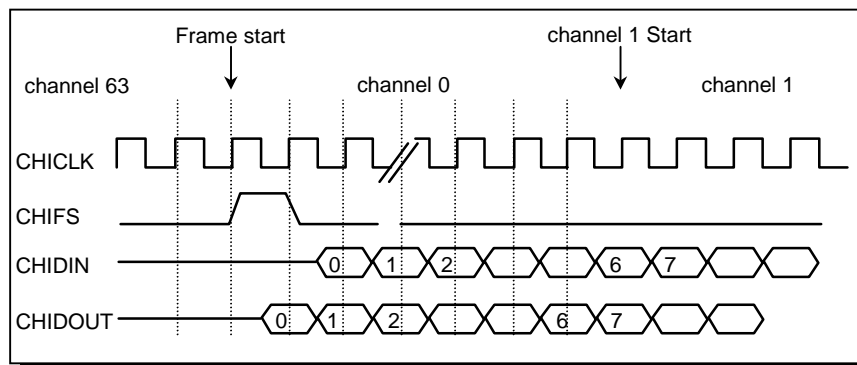 Frame start
channel 1 Start
channel 63
channel 0
channel 1
CHICLK
CHIFS
CHIDIN
0 1 2 6 7
CHIDOUT
0 1 2 6 7